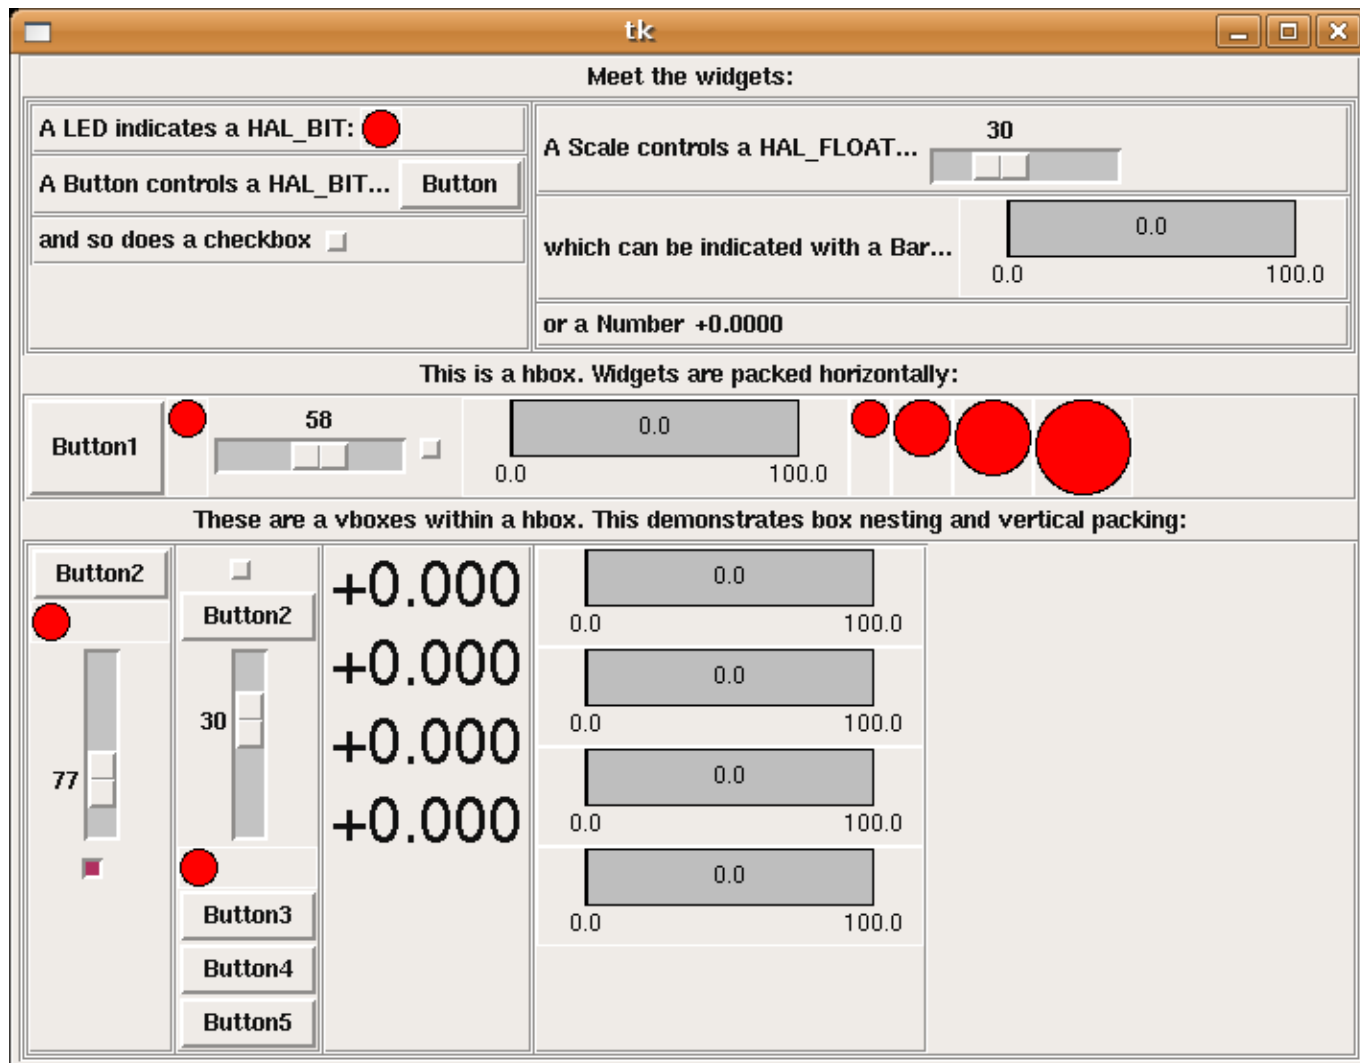 tk
Meet the widgets:
A LED indicates a HAL_BIT:
A Button controls a HAL_BIT... Button
and so does a checkbox
30
A Scale controls a HAL_FLOAT...
0.0
which can be indicated with a Bar...
0.0 100.0
or a Number +0.0000
This is a hbox. Widgets are packed horizontally:
Button1
58
0.0
0.0 100.0
These are a vboxes within a hbox. This demonstrates box nesting and vertical packing:
Button2
77
Button2
30
Button3
Button4
Button5
+0.000
+0.000
+0.000
+0.000
0.0
0.0 100.0
0.0
0.0 100.0
0.0
0.0 100.0
0.0
0.0 100.0